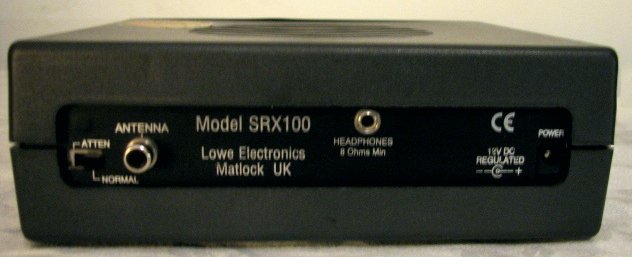 ANTENNA
ATTEN
NORMAL
Model SRX100
Lowe Electronics
Matlock UK
HEADPHONES
8 Ohms Min
CE
12V DC
REGULATED
- +
POWER